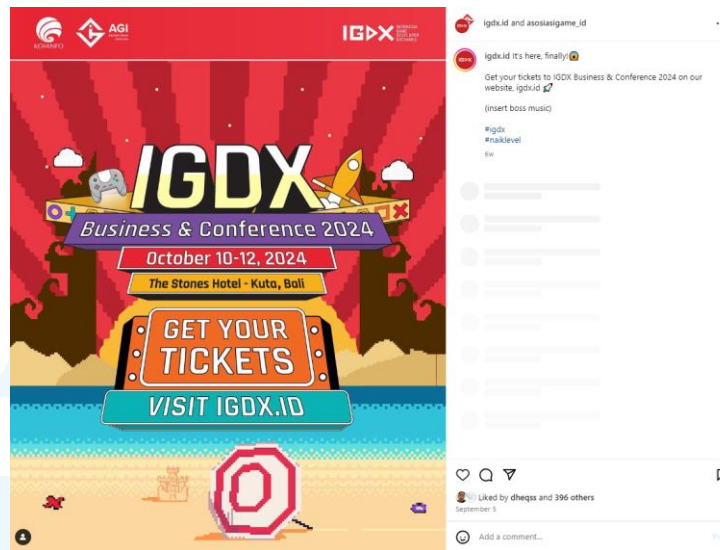 KOMINFO
AGI
IGDX
IGDX
Business & Conference 2024
October 10-12, 2024
The Stones Hotel - Kuta, Bali
GET YOUR
TICKETS
VISIT IGDX.ID
igdx.id and asosiasigame_id
igdx.id It's here, finally!😱
Get your tickets to IGDX Business & Conference 2024 on our
website, igdx.id 🚀
(insert boss music)
#igdx
#naiklevel
6w
Liked by dheqss and 396 others
September 5
Add a comment...